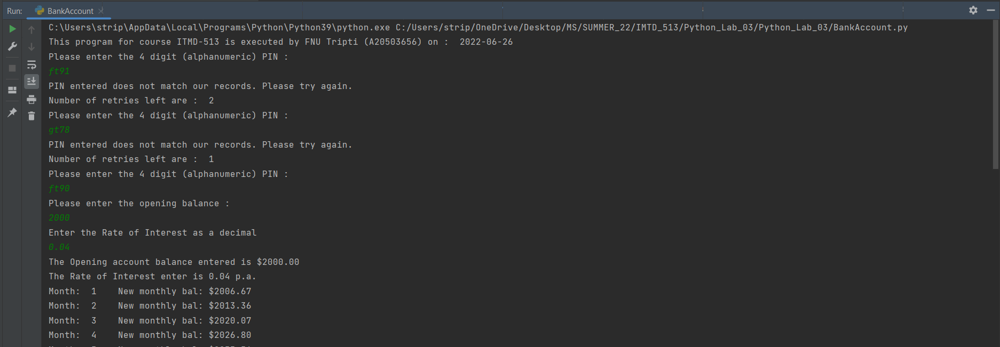 Run: BankAccount
C:\Users\strip\AppData\Local\Programs\Python\Python39\python.exe C:/Users/strip/OneDrive/Desktop/MS/SUMMER_22/IMTD_513/Python_Lab_03/Python_Lab_03/BankAccount.py
This program for course ITMD-513 is executed by FNU Tripti (A20503656) on :  2022-06-26
Please enter the 4 digit (alphanumeric) PIN :
ft91
PIN entered does not match our records. Please try again.
Number of retries left are :  2
Please enter the 4 digit (alphanumeric) PIN :
gt78
PIN entered does not match our records. Please try again.
Number of retries left are :  1
Please enter the 4 digit (alphanumeric) PIN :
ft90
Please enter the opening balance :
2000
Enter the Rate of Interest as a decimal
0.04
The Opening account balance entered is $2000.00
The Rate of Interest enter is 0.04 p.a.
Month:  1    New monthly bal: $2006.67
Month:  2    New monthly bal: $2013.36
Month:  3    New monthly bal: $2020.07
Month:  4    New monthly bal: $2026.80